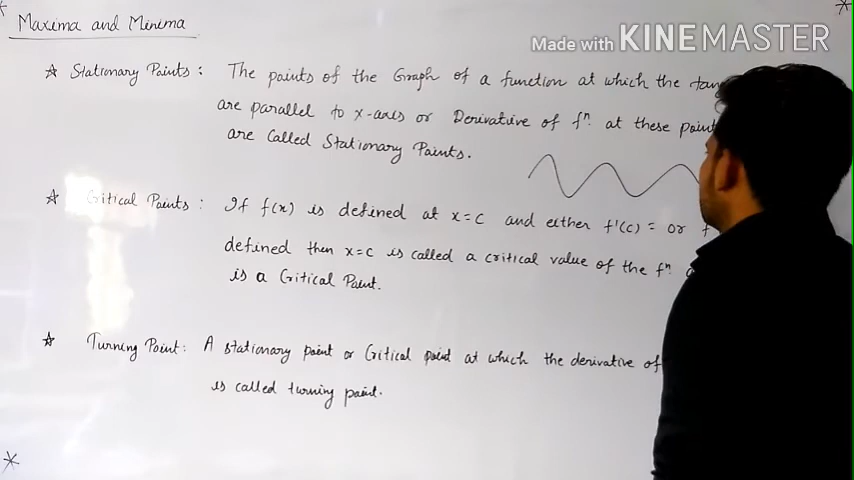 Maxima and Minima
Made with KINEMASTER
☆ Stationary Points : The points of the Graph of a function at which the tang
are parallel to x-axis or Derivative of fⁿ. at these point
are called Stationary Points.
☆ Critical Points : If f(x) is defined at x=c and either f'(c) = or f
defined then x=c is called a critical value of the fⁿ
is a Critical Point.
☆ Turning Point : A stationary point or Critical point at which the derivative of
is called turning point.